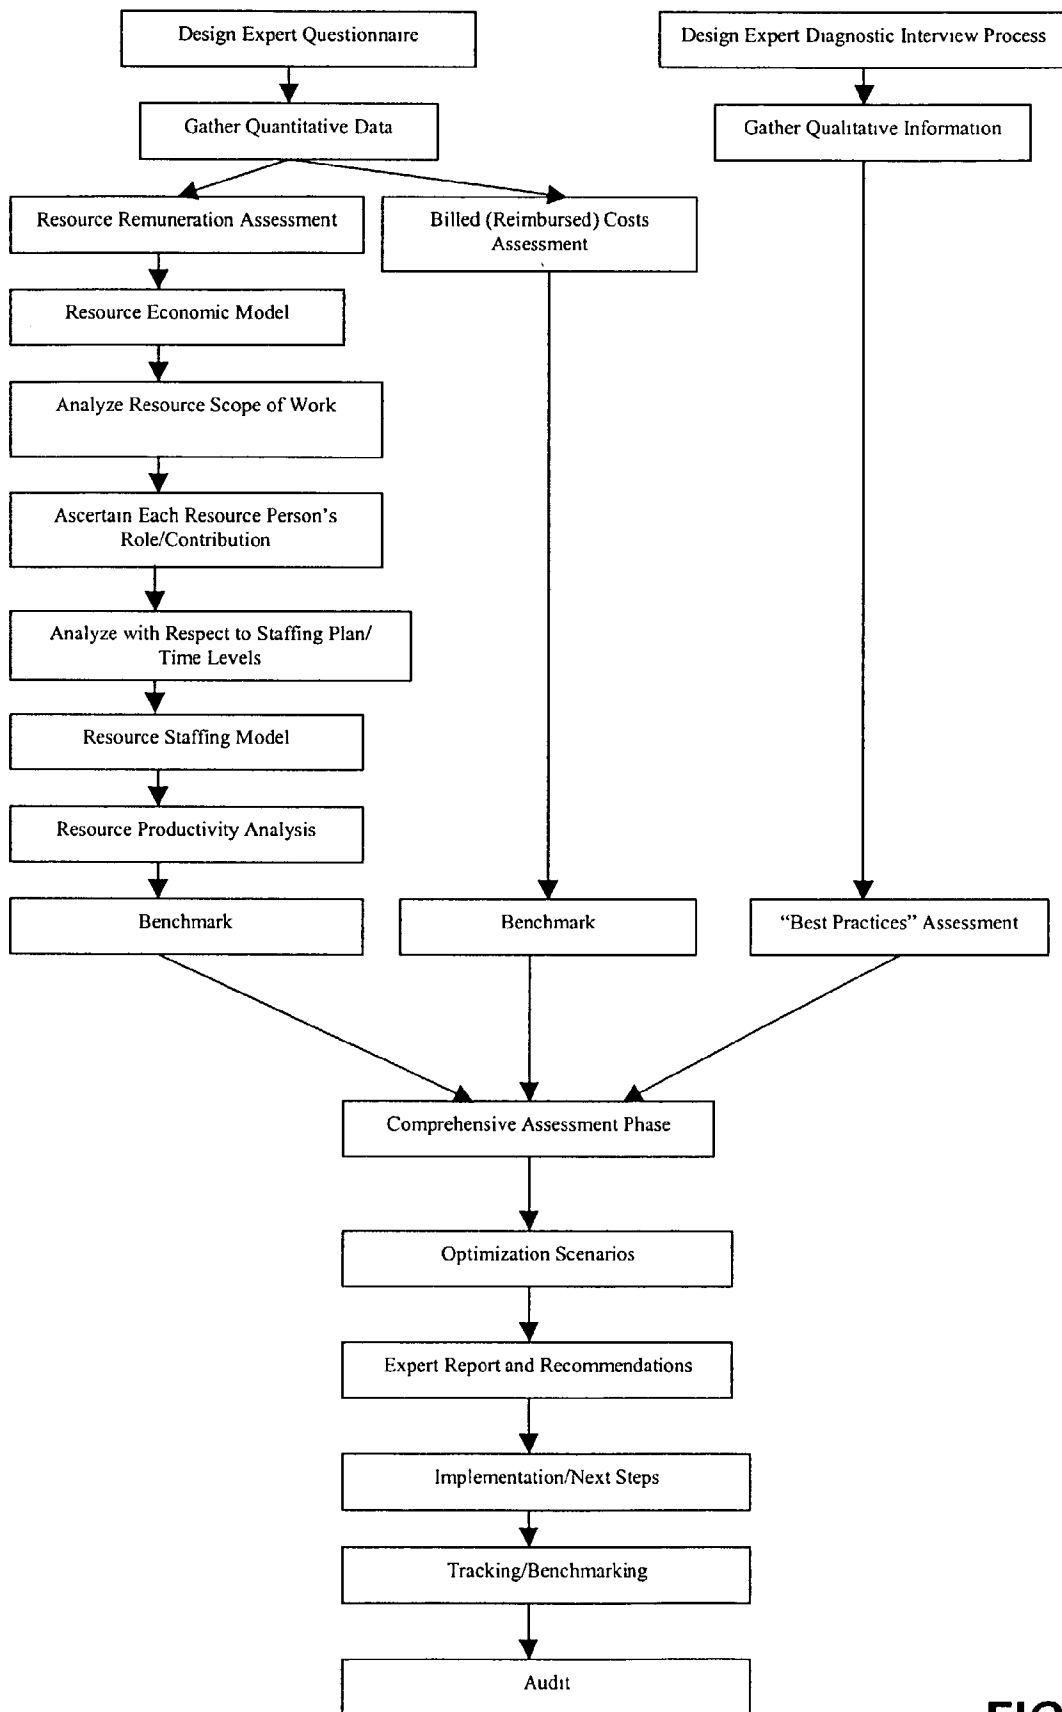 Design Expert Questionnaire
Design Expert Diagnostic Interview Process
Gather Quantitative Data
Gather Qualitative Information
Resource Remuneration Assessment
Billed (Reimbursed) Costs
Assessment
Resource Economic Model
Analyze Resource Scope of Work
Ascertain Each Resource Person's
Role/Contribution
Analyze with Respect to Staffing Plan/
Time Levels
Resource Staffing Model
Resource Productivity Analysis
Benchmark
Benchmark
“Best Practices” Assessment
Comprehensive Assessment Phase
Optimization Scenarios
Expert Report and Recommendations
Implementation/Next Steps
Tracking/Benchmarking
Audit
FIG